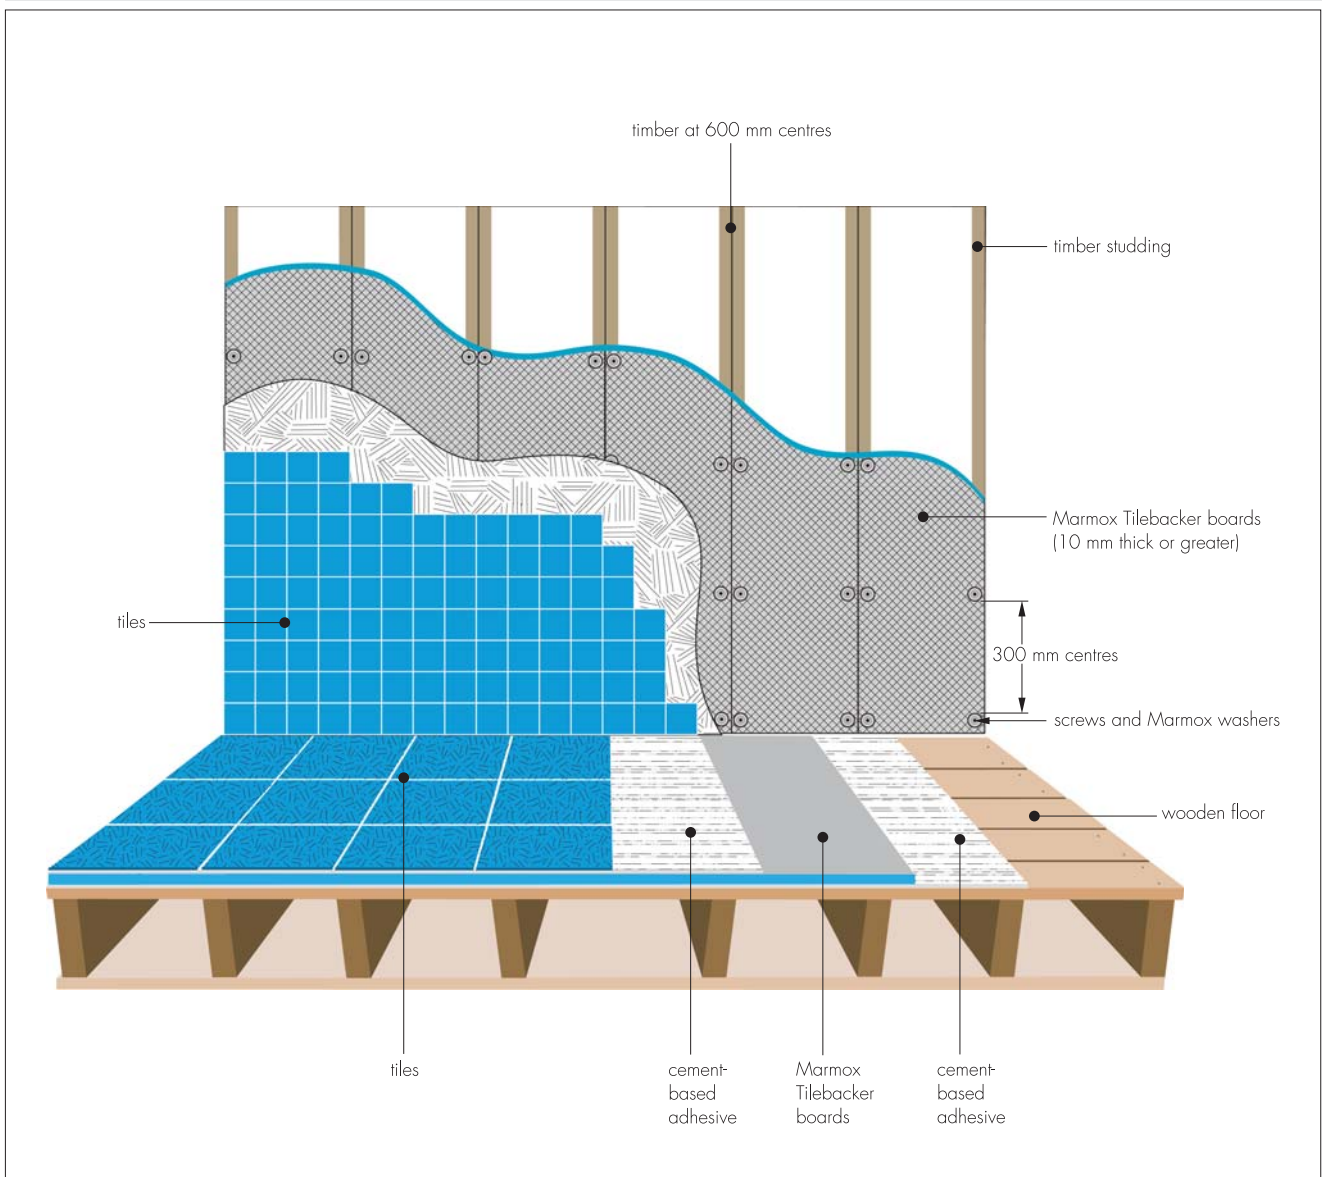 timber at 600 mm centres
timber studding
Marmox Tilebacker boards
(10 mm thick or greater)
tiles
300 mm centres
screws and Marmox washers
wooden floor
tiles
cement-
based
adhesive
Marmox
Tilebacker
boards
cement-
based
adhesive